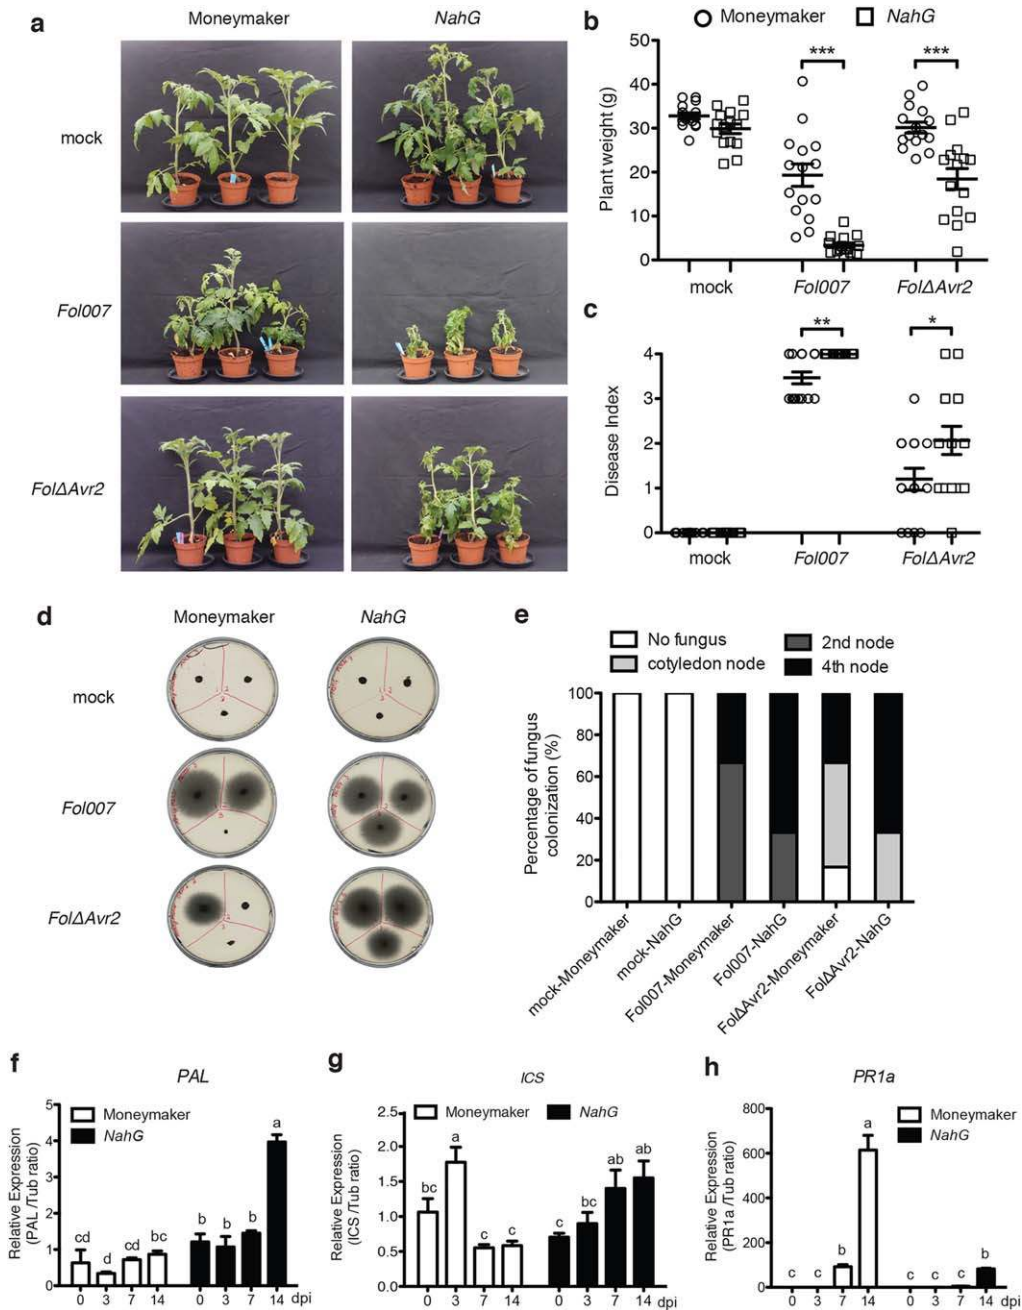 a
Moneymaker
NahG
mock
Fol007
FolΔAvr2
b
Moneymaker
NahG
Plant weight (g)
50
40
30
20
10
0
***
***
mock
Fol007
FolΔAvr2
c
Disease Index
4
3
2
1
0
**
*
mock
Fol007
FolΔAvr2
d
Moneymaker
NahG
mock
Fol007
FolΔAvr2
e
No fungus
2nd node
cotyledon node
4th node
Percentage of fungus
colonization (%)
100
80
60
40
20
0
mock-Moneymaker
mock-NahG
Fol007-Moneymaker
Fol007-NahG
FolΔAvr2-Moneymaker
FolΔAvr2-NahG
f
PAL
Moneymaker
NahG
Relative Expression
(PAL /Tub ratio)
5
4
3
2
1
0
cd
d
cd
bc
b
b
b
a
0 3 7 14 0 3 7 14 dpi
g
ICS
Moneymaker
NahG
Relative Expression
(ICS /Tub ratio)
2.5
2.0
1.5
1.0
0.5
0.0
bc
a
c
c
c
bc
ab
ab
0 3 7 14 0 3 7 14
h
PR1a
Moneymaker
NahG
Relative Expression
(PR1a /Tub ratio)
800
600
400
200
0
c
c
b
a
c
c
c
b
0 3 7 14 0 3 7 14 dpi